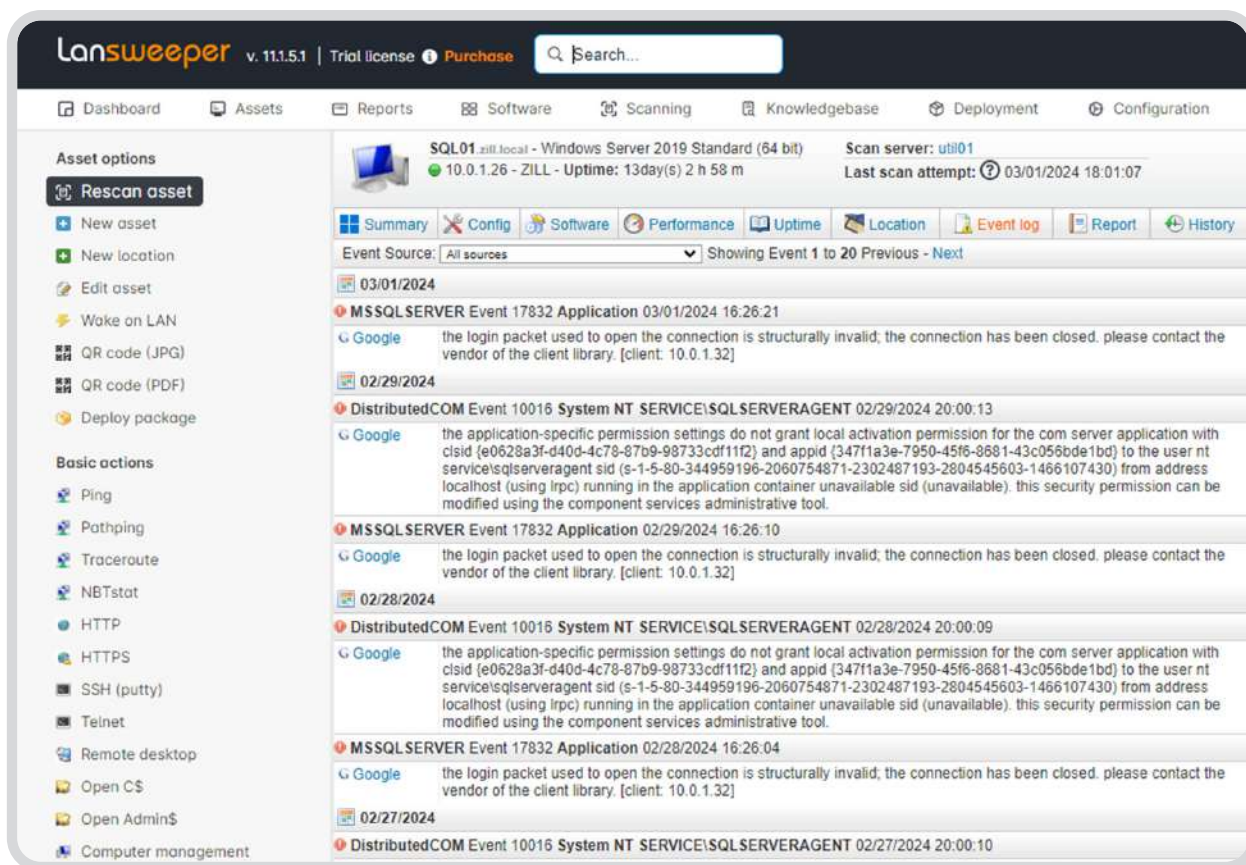 Lansweeper v. 11.1.5.1 | Trial license Purchase Search...
Dashboard Assets Reports Software Scanning Knowledgebase Deployment Configuration
Asset options
Rescan asset
New asset
New location
Edit asset
Wake on LAN
QR code (JPG)
QR code (PDF)
Deploy package
Basic actions
Ping
Pathping
Traceroute
NBTstat
HTTP
HTTPS
SSH (putty)
Telnet
Remote desktop
Open C$
Open Admin$
Computer management
SQL01.zill.local - Windows Server 2019 Standard (64 bit)
10.0.1.26 - ZILL - Uptime: 13day(s) 2 h 58 m
Scan server: util01
Last scan attempt: ? 03/01/2024 18:01:07
Summary Config Software Performance Uptime Location Event log Report History
Event Source: All sources Showing Event 1 to 20 Previous - Next
03/01/2024
MSSQLSERVER Event 17832 Application 03/01/2024 16:26:21
G Google the login packet used to open the connection is structurally invalid; the connection has been closed. please contact the
vendor of the client library. [client: 10.0.1.32]
02/29/2024
DistributedCOM Event 10016 System NT SERVICE\SQLSERVERAGENT 02/29/2024 20:00:13
G Google the application-specific permission settings do not grant local activation permission for the com server application with
clsid {e0628a3f-d40d-4c78-87b9-98733cdf11f2} and appid {347f1a3e-7950-45f6-8681-43c056bde1bd} to the user nt
service\sqlserveragent sid (s-1-5-80-344959196-2060754871-2302487193-2804545603-1466107430) from address
localhost (using lrpc) running in the application container unavailable sid (unavailable). this security permission can be
modified using the component services administrative tool.
MSSQLSERVER Event 17832 Application 02/29/2024 16:26:10
G Google the login packet used to open the connection is structurally invalid; the connection has been closed. please contact the
vendor of the client library. [client: 10.0.1.32]
02/28/2024
DistributedCOM Event 10016 System NT SERVICE\SQLSERVERAGENT 02/28/2024 20:00:09
G Google the application-specific permission settings do not grant local activation permission for the com server application with
clsid {e0628a3f-d40d-4c78-87b9-98733cdf11f2} and appid {347f1a3e-7950-45f6-8681-43c056bde1bd} to the user nt
service\sqlserveragent sid (s-1-5-80-344959196-2060754871-2302487193-2804545603-1466107430) from address
localhost (using lrpc) running in the application container unavailable sid (unavailable). this security permission can be
modified using the component services administrative tool.
MSSQLSERVER Event 17832 Application 02/28/2024 16:26:04
G Google the login packet used to open the connection is structurally invalid; the connection has been closed. please contact the
vendor of the client library. [client: 10.0.1.32]
02/27/2024
DistributedCOM Event 10016 System NT SERVICE\SQLSERVERAGENT 02/27/2024 20:00:10